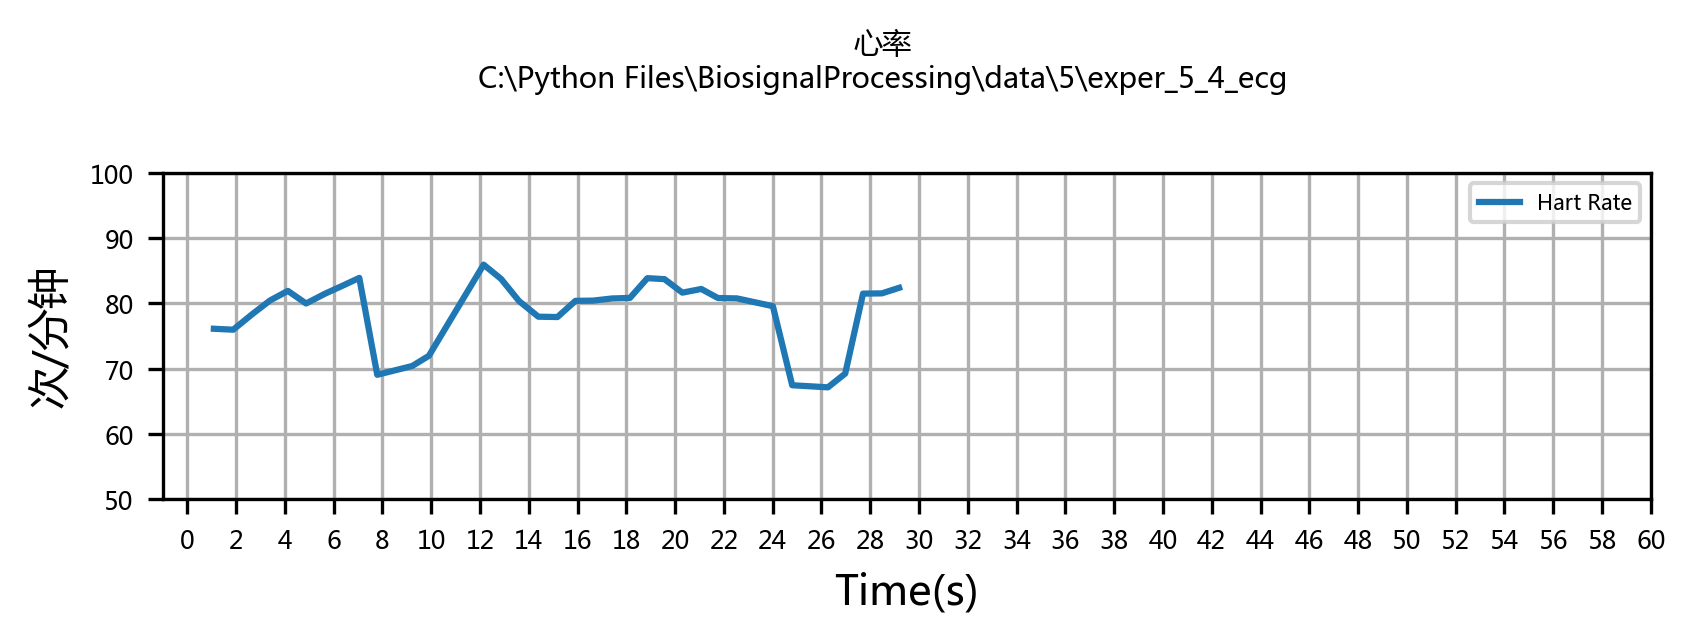 心率
C:\Python Files\BiosignalProcessing\data\5\exper_5_4_ecg
100
90
80
70
60
50
次/分钟
Hart Rate
0 2 4 6 8 10 12 14 16 18 20 22 24 26 28 30 32 34 36 38 40 42 44 46 48 50 52 54 56 58 60
Time(s)